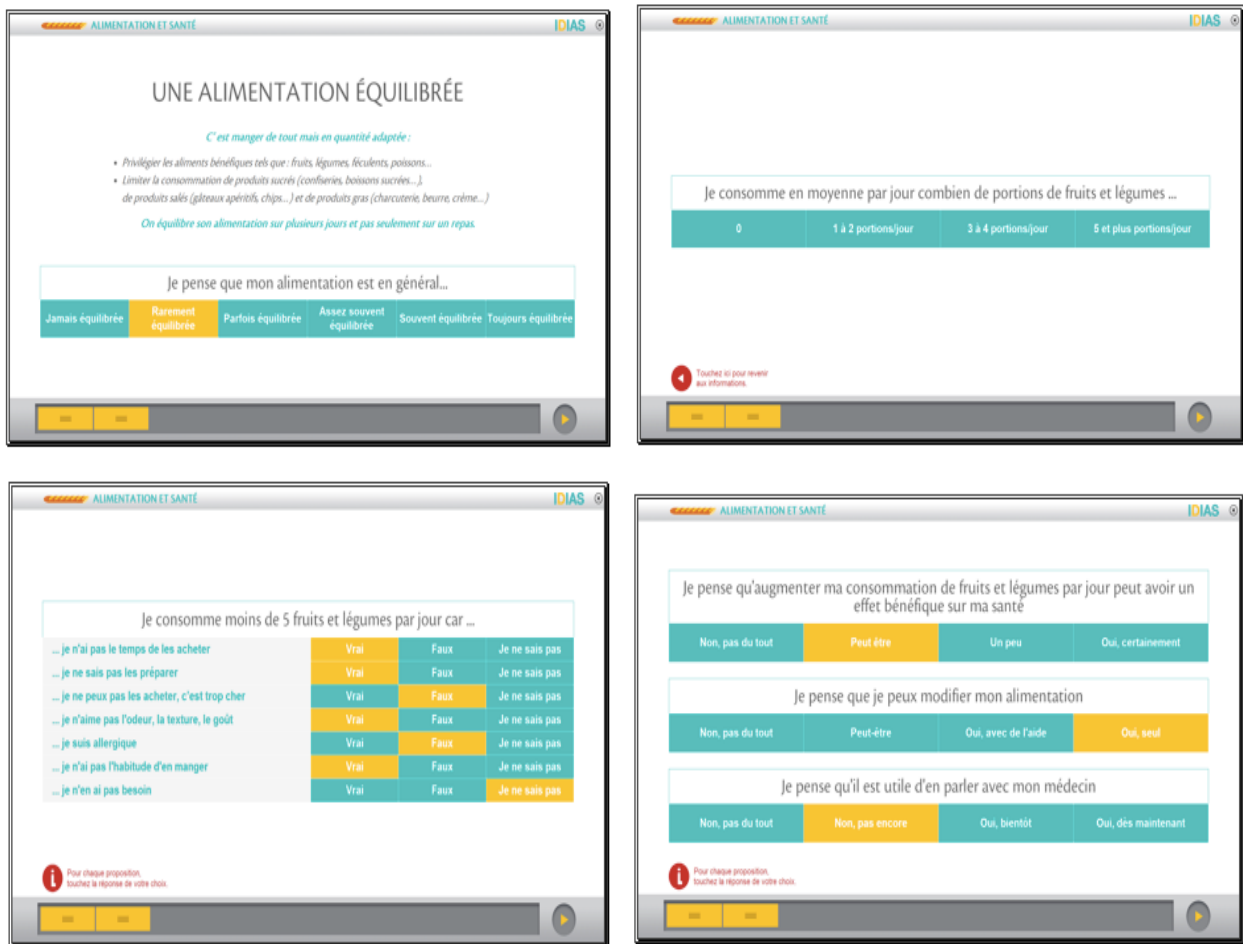 ALIMENTATION ET SANTÉ
IDIAS
UNE ALIMENTATION ÉQUILIBRÉE
C'est manger de tout mais en quantité adaptée :
• Privilégier les aliments bénéfiques tels que : fruits, légumes, féculents, poissons...
• Limiter la consommation de produits sucrés (confiseries, boissons sucrées...),
de produits salés (gâteaux apéritifs, chips...) et de produits gras (charcuterie, beurre, crème...)
On équilibre son alimentation sur plusieurs jours et pas seulement sur un repas.
Je pense que mon alimentation est en général...
Jamais équilibrée
Rarement
équilibrée
Parfois équilibrée
Assez souvent
équilibrée
Souvent équilibrée
Toujours équilibrée
ALIMENTATION ET SANTÉ
IDIAS
Je consomme en moyenne par jour combien de portions de fruits et légumes ...
0
1 à 2 portions/jour
3 à 4 portions/jour
5 et plus portions/jour
Touchez ici pour revenir
aux informations.
ALIMENTATION ET SANTÉ
IDIAS
Je consomme moins de 5 fruits et légumes par jour car ...
... je n'ai pas le temps de les acheter Vrai Faux Je ne sais pas
... je ne sais pas les préparer Vrai Faux Je ne sais pas
... je ne peux pas les acheter, c'est trop cher Vrai Faux Je ne sais pas
... je n'aime pas l'odeur, la texture, le goût Vrai Faux Je ne sais pas
... je suis allergique Vrai Faux Je ne sais pas
... je n'ai pas l'habitude d'en manger Vrai Faux Je ne sais pas
... je n'en ai pas besoin Vrai Faux Je ne sais pas
Pour chaque proposition,
touchez la réponse de votre choix.
ALIMENTATION ET SANTÉ
IDIAS
Je pense qu'augmenter ma consommation de fruits et légumes par jour peut avoir un
effet bénéfique sur ma santé
Non, pas du tout
Peut être
Un peu
Oui, certainement
Je pense que je peux modifier mon alimentation
Non, pas du tout
Peut-être
Oui, avec de l'aide
Oui, seul
Je pense qu'il est utile d'en parler avec mon médecin
Non, pas du tout
Non, pas encore
Oui, bientôt
Oui, dès maintenant
Pour chaque proposition,
touchez la réponse de votre choix.